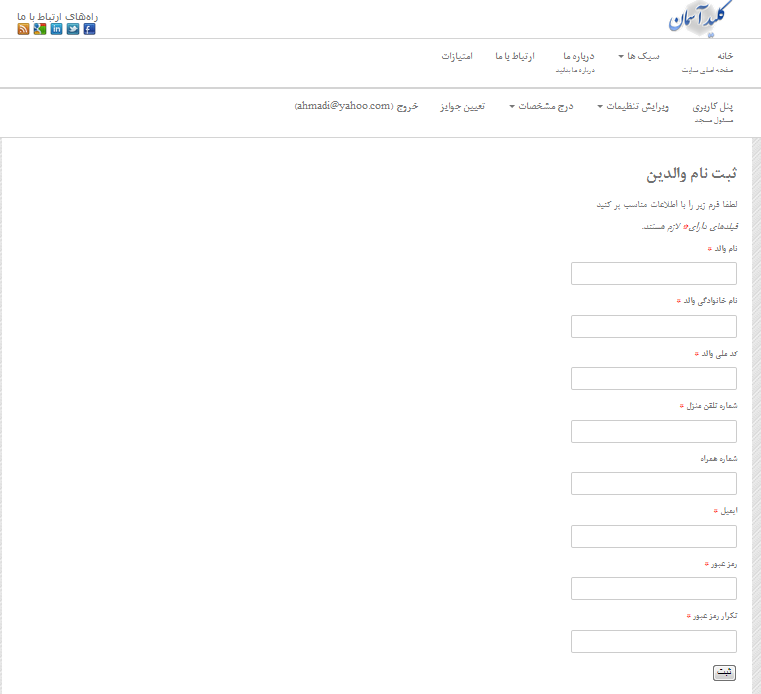 کلید آسمان
راه‌های ارتباط با ما
خانه
صفحه اصلی سایت
سبک ها
درباره ما
درباره ما بدانید
ارتباط با ما
امتیازات
پنل کاربری
مسئول مسجد
ویرایش تنظیمات
درج مشخصات
تعیین جوایز
خروج (ahmadi@yahoo.com)
ثبت نام والدین
لطفا فرم زیر را با اطلاعات مناسب پر کنید
فیلدهای دارای* لازم هستند.
نام والد *
نام خانوادگی والد *
کد ملی والد *
شماره تلقن منزل *
شماره همراه
ایمیل *
رمز عبور *
تکرار رمز عبور *
ثبت